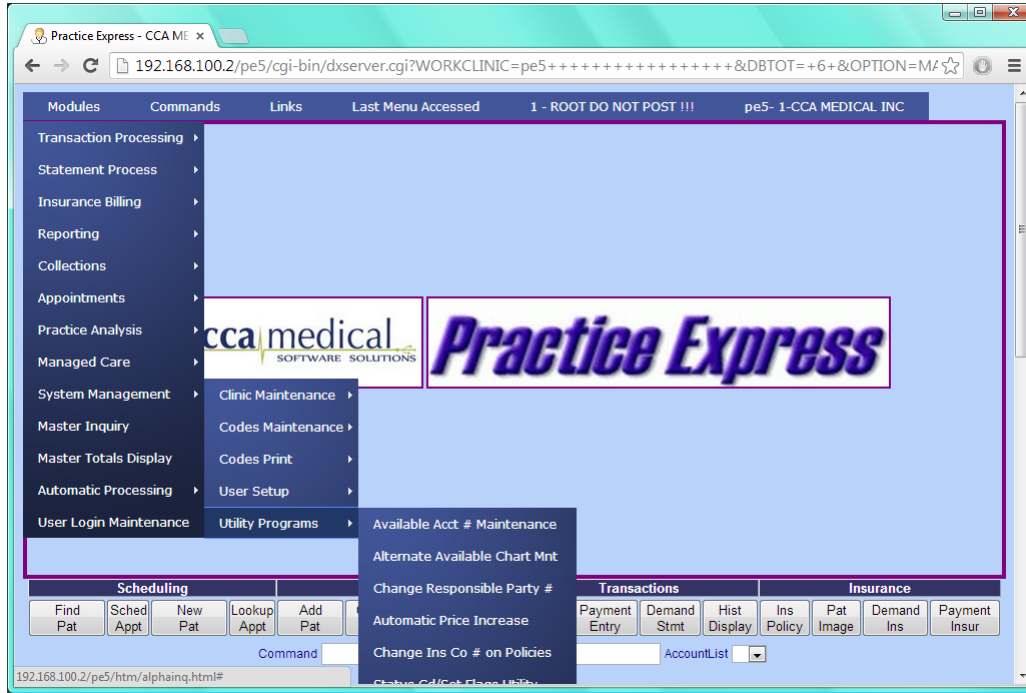 Practice Express - CCA ME
192.168.100.2/pe5/cgi-bin/dxserver.cgi?WORKCLINIC=pe5+++++++++++++++++&DBTOT=+6+&OPTION=MA
Modules Commands Links Last Menu Accessed 1 - ROOT DO NOT POST !!! pe5- 1-CCA MEDICAL INC
Transaction Processing
Statement Process
Insurance Billing
Reporting
Collections
Appointments
Practice Analysis
Managed Care
System Management
Master Inquiry
Master Totals Display
Automatic Processing
User Login Maintenance
cca medical
SOFTWARE SOLUTIONS
Practice Express
Clinic Maintenance
Codes Maintenance
Codes Print
User Setup
Utility Programs
Available Acct # Maintenance
Alternate Available Chart Mnt
Change Responsible Party #
Automatic Price Increase
Change Ins Co # on Policies
Status Cd/Set Flags Utility
Scheduling Transactions Insurance
Find Pat Sched Appt New Pat Lookup Appt Add Pat Payment Entry Demand Stmt Hist Display Ins Policy Pat Image Demand Ins Payment Insur
Command AccountList
192.168.100.2/pe5/htm/alphainq.html#